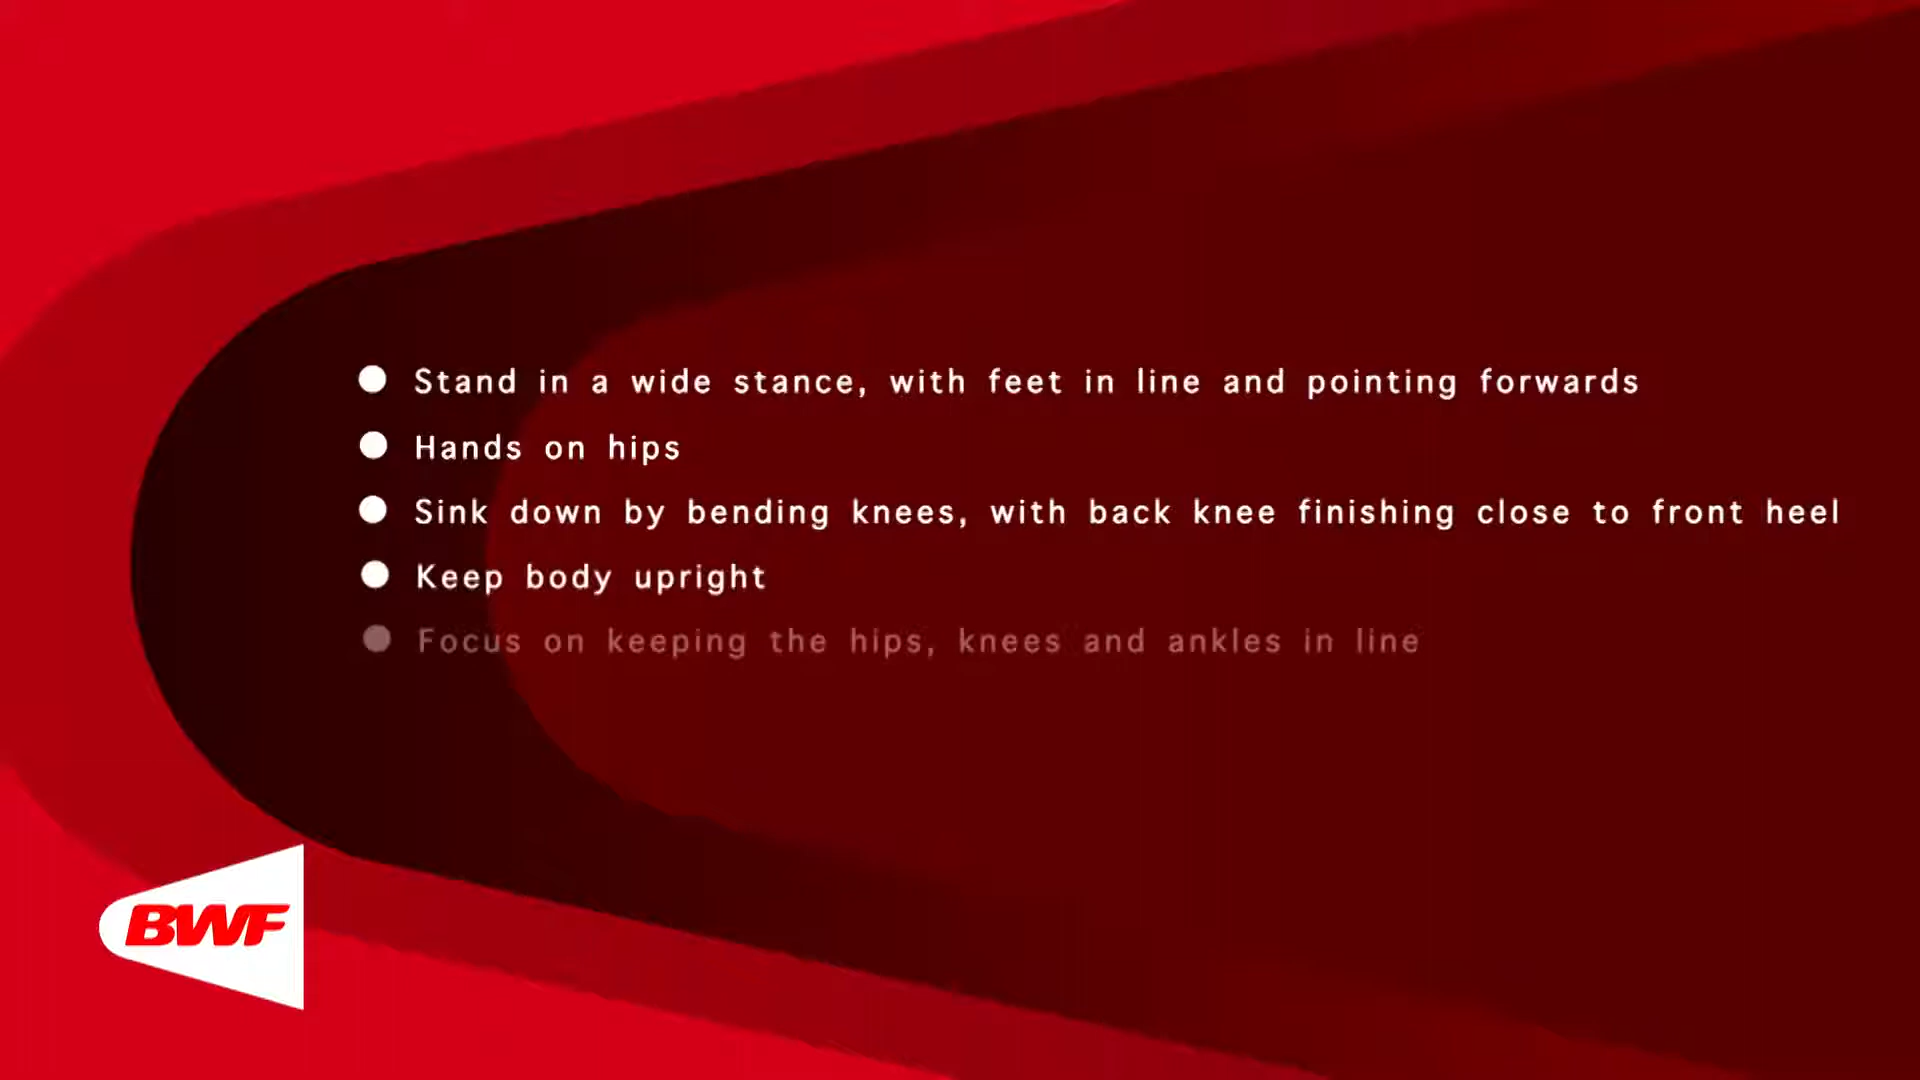 Stand in a wide stance, with feet in line and pointing forwards
Hands on hips
Sink down by bending knees, with back knee finishing close to front heel
Keep body upright
Focus on keeping the hips, knees and ankles in line
BWF